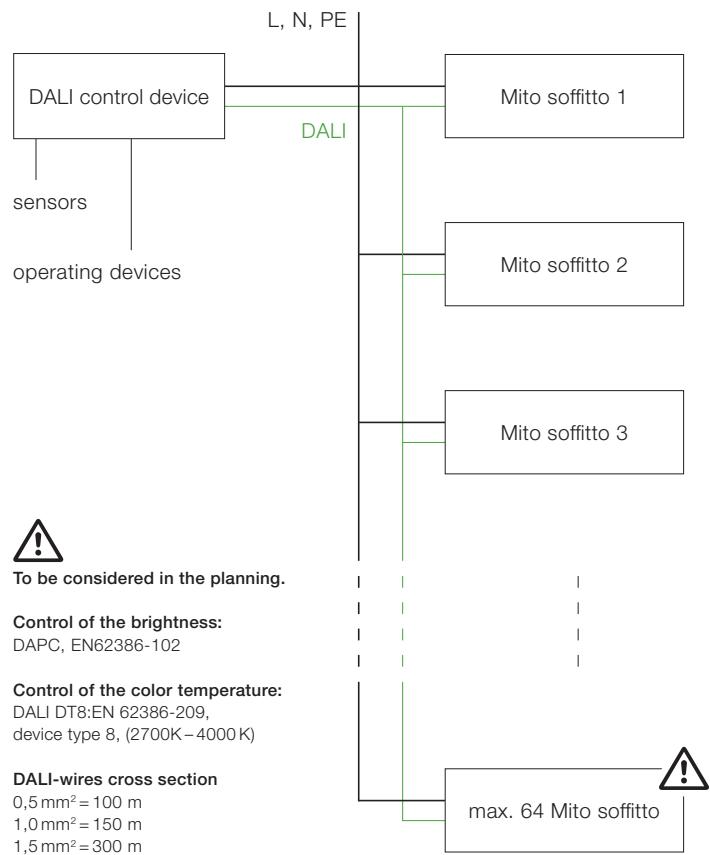 L, N, PE
DALI control device
Mito soffitto 1
DALI
sensors
operating devices
Mito soffitto 2
Mito soffitto 3
To be considered in the planning.
Control of the brightness:
DAPC, EN62386-102
Control of the color temperature:
DALI DT8:EN 62386-209,
device type 8, (2700K – 4000 K)
DALI-wires cross section
0,5 mm² = 100 m
1,0 mm² = 150 m
1,5 mm² = 300 m
max. 64 Mito soffitto